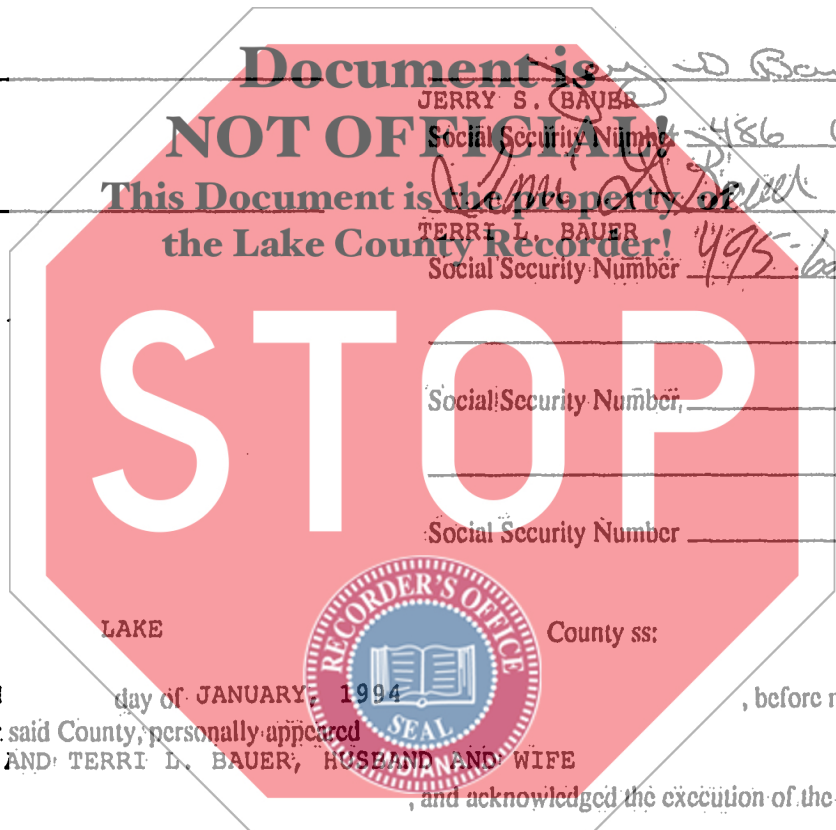 Document is
JERRY S. BAUER
NOT OFFICIAL!
Social Security Number 486
This Document is the property of
TERRI L. BAUER
the Lake County Recorder!
Social Security Number 495-
STOP
Social Security Number
Social Security Number
RECORDER'S OFFICE
SEAL
INDIANA
LAKE County ss:
day of JANUARY, 1994 , before
said County, personally appeared
AND TERRI L. BAUER, HUSBAND AND WIFE
, and acknowledged the execution of the